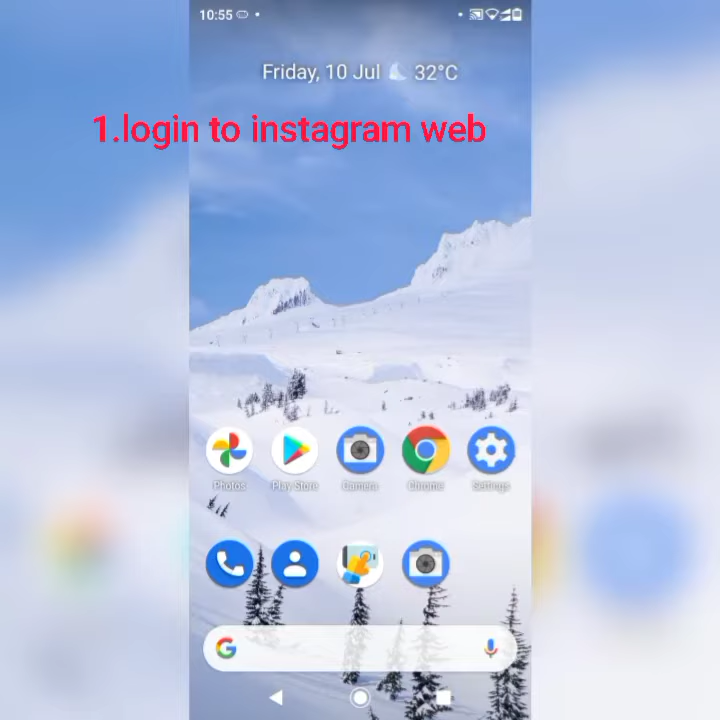 10:55
Friday, 10 Jul 32°C
1.login to instagram web
Photos Play Store Camera Chrome Settings